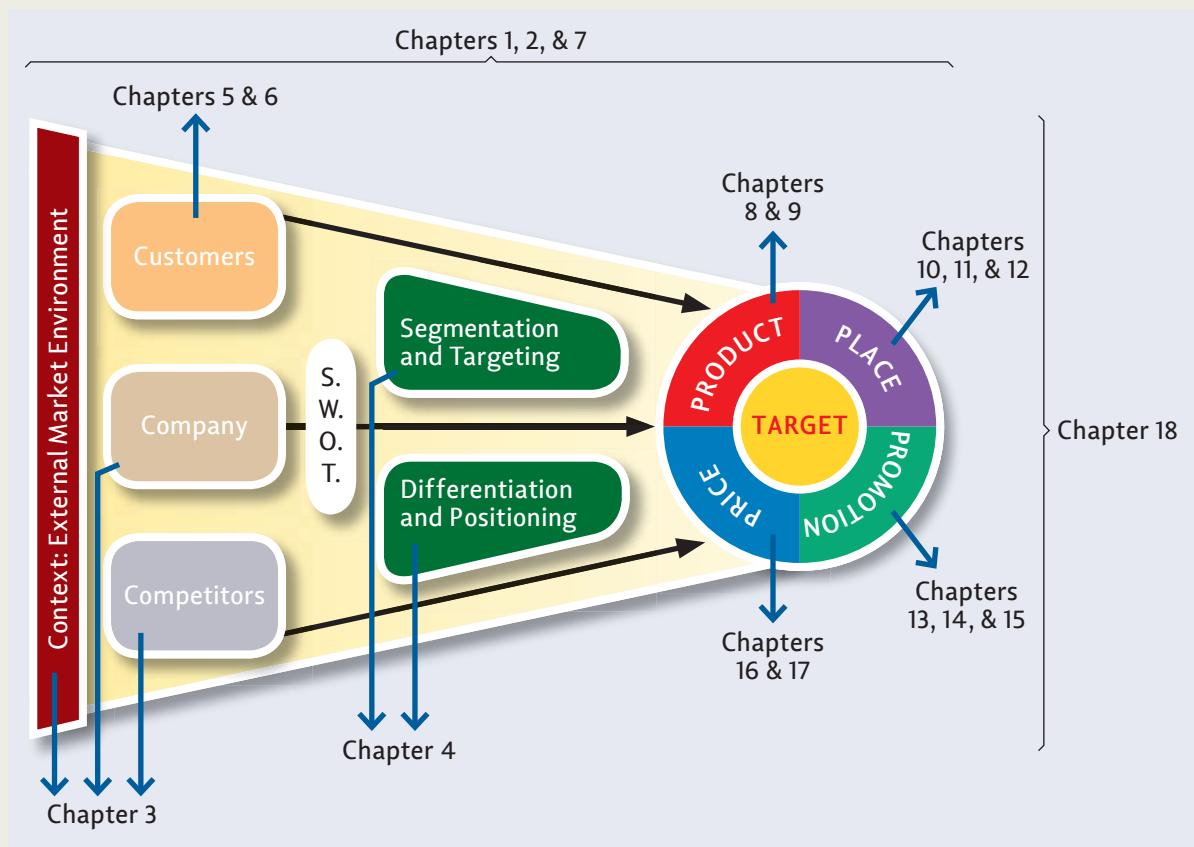 Chapters 1, 2, & 7
Chapters 5 & 6
Context: External Market Environment
Customers
Company
Competitors
S.
W.
O.
T.
Segmentation
and Targeting
Differentiation
and Positioning
Chapters
8 & 9
Chapters
10, 11, & 12
PRODUCT
PLACE
TARGET
PRICE
PROMOTION
Chapter 18
Chapters
13, 14, & 15
Chapters
16 & 17
Chapter 4
Chapter 3